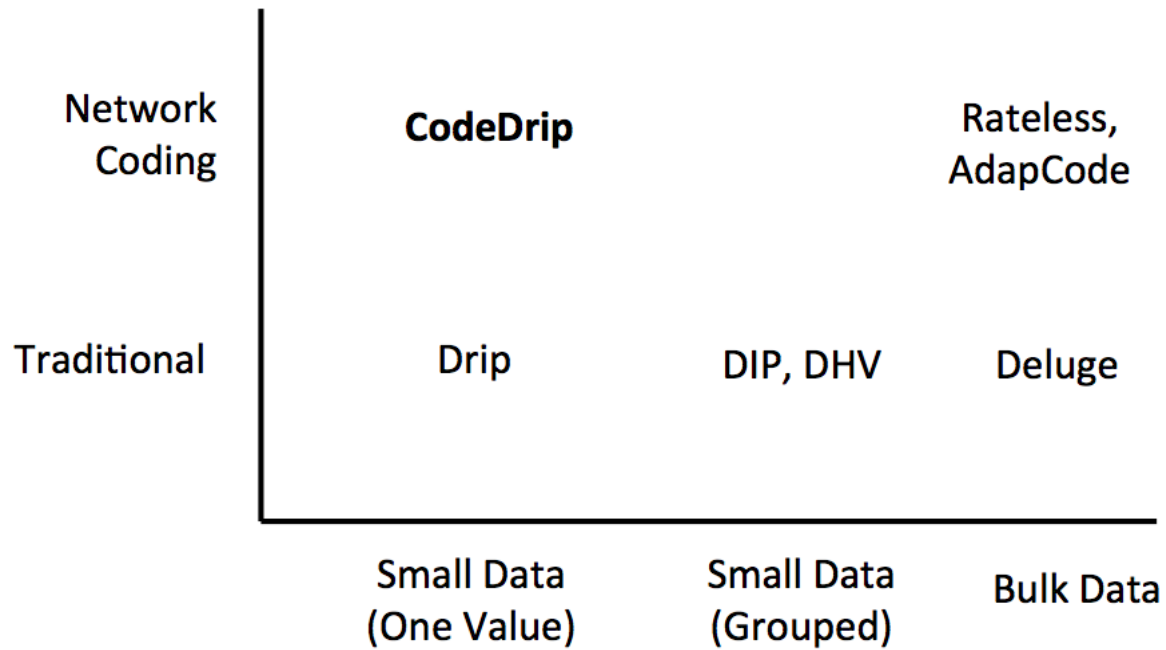 Network
Coding
CodeDrip
Rateless,
AdapCode
Traditional
Drip
DIP, DHV
Deluge
Small Data
(One Value)
Small Data
(Grouped)
Bulk Data